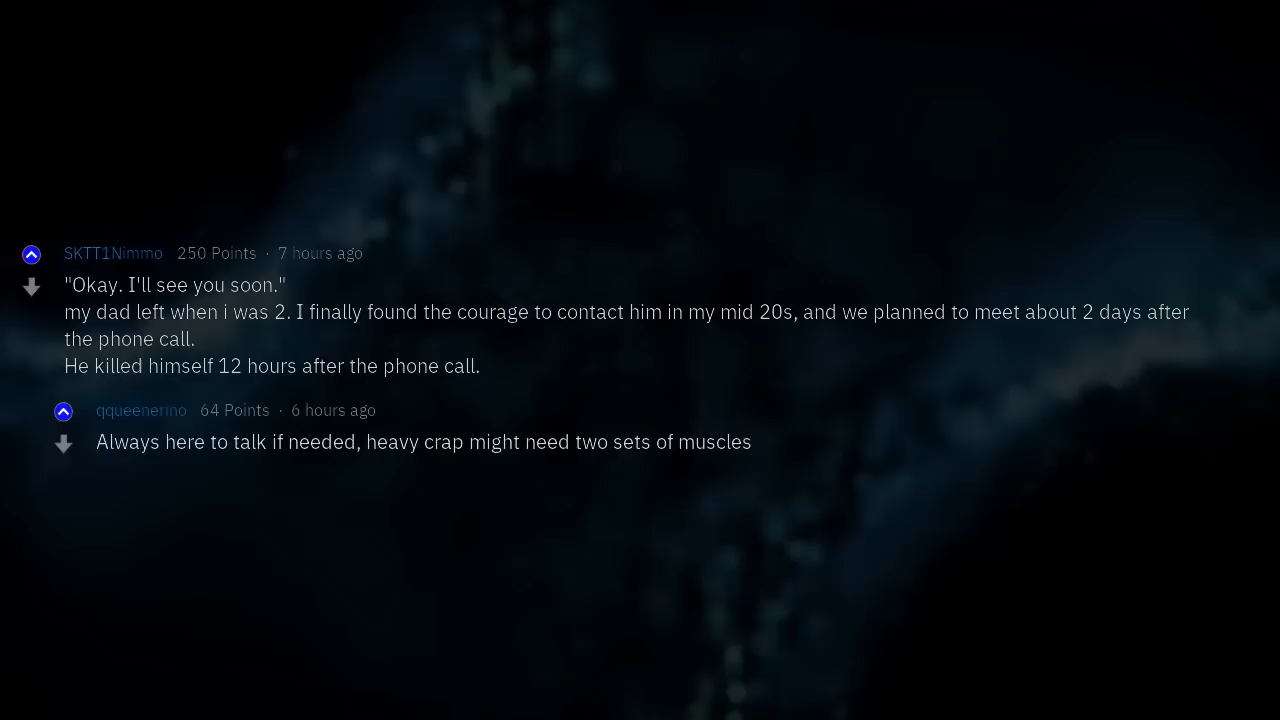 SKTT1Nimmo 250 Points · 7 hours ago
"Okay. I'll see you soon."
my dad left when i was 2. I finally found the courage to contact him in my mid 20s, and we planned to meet about 2 days after
the phone call.
He killed himself 12 hours after the phone call.
qqueenerino 64 Points · 6 hours ago
Always here to talk if needed, heavy crap might need two sets of muscles